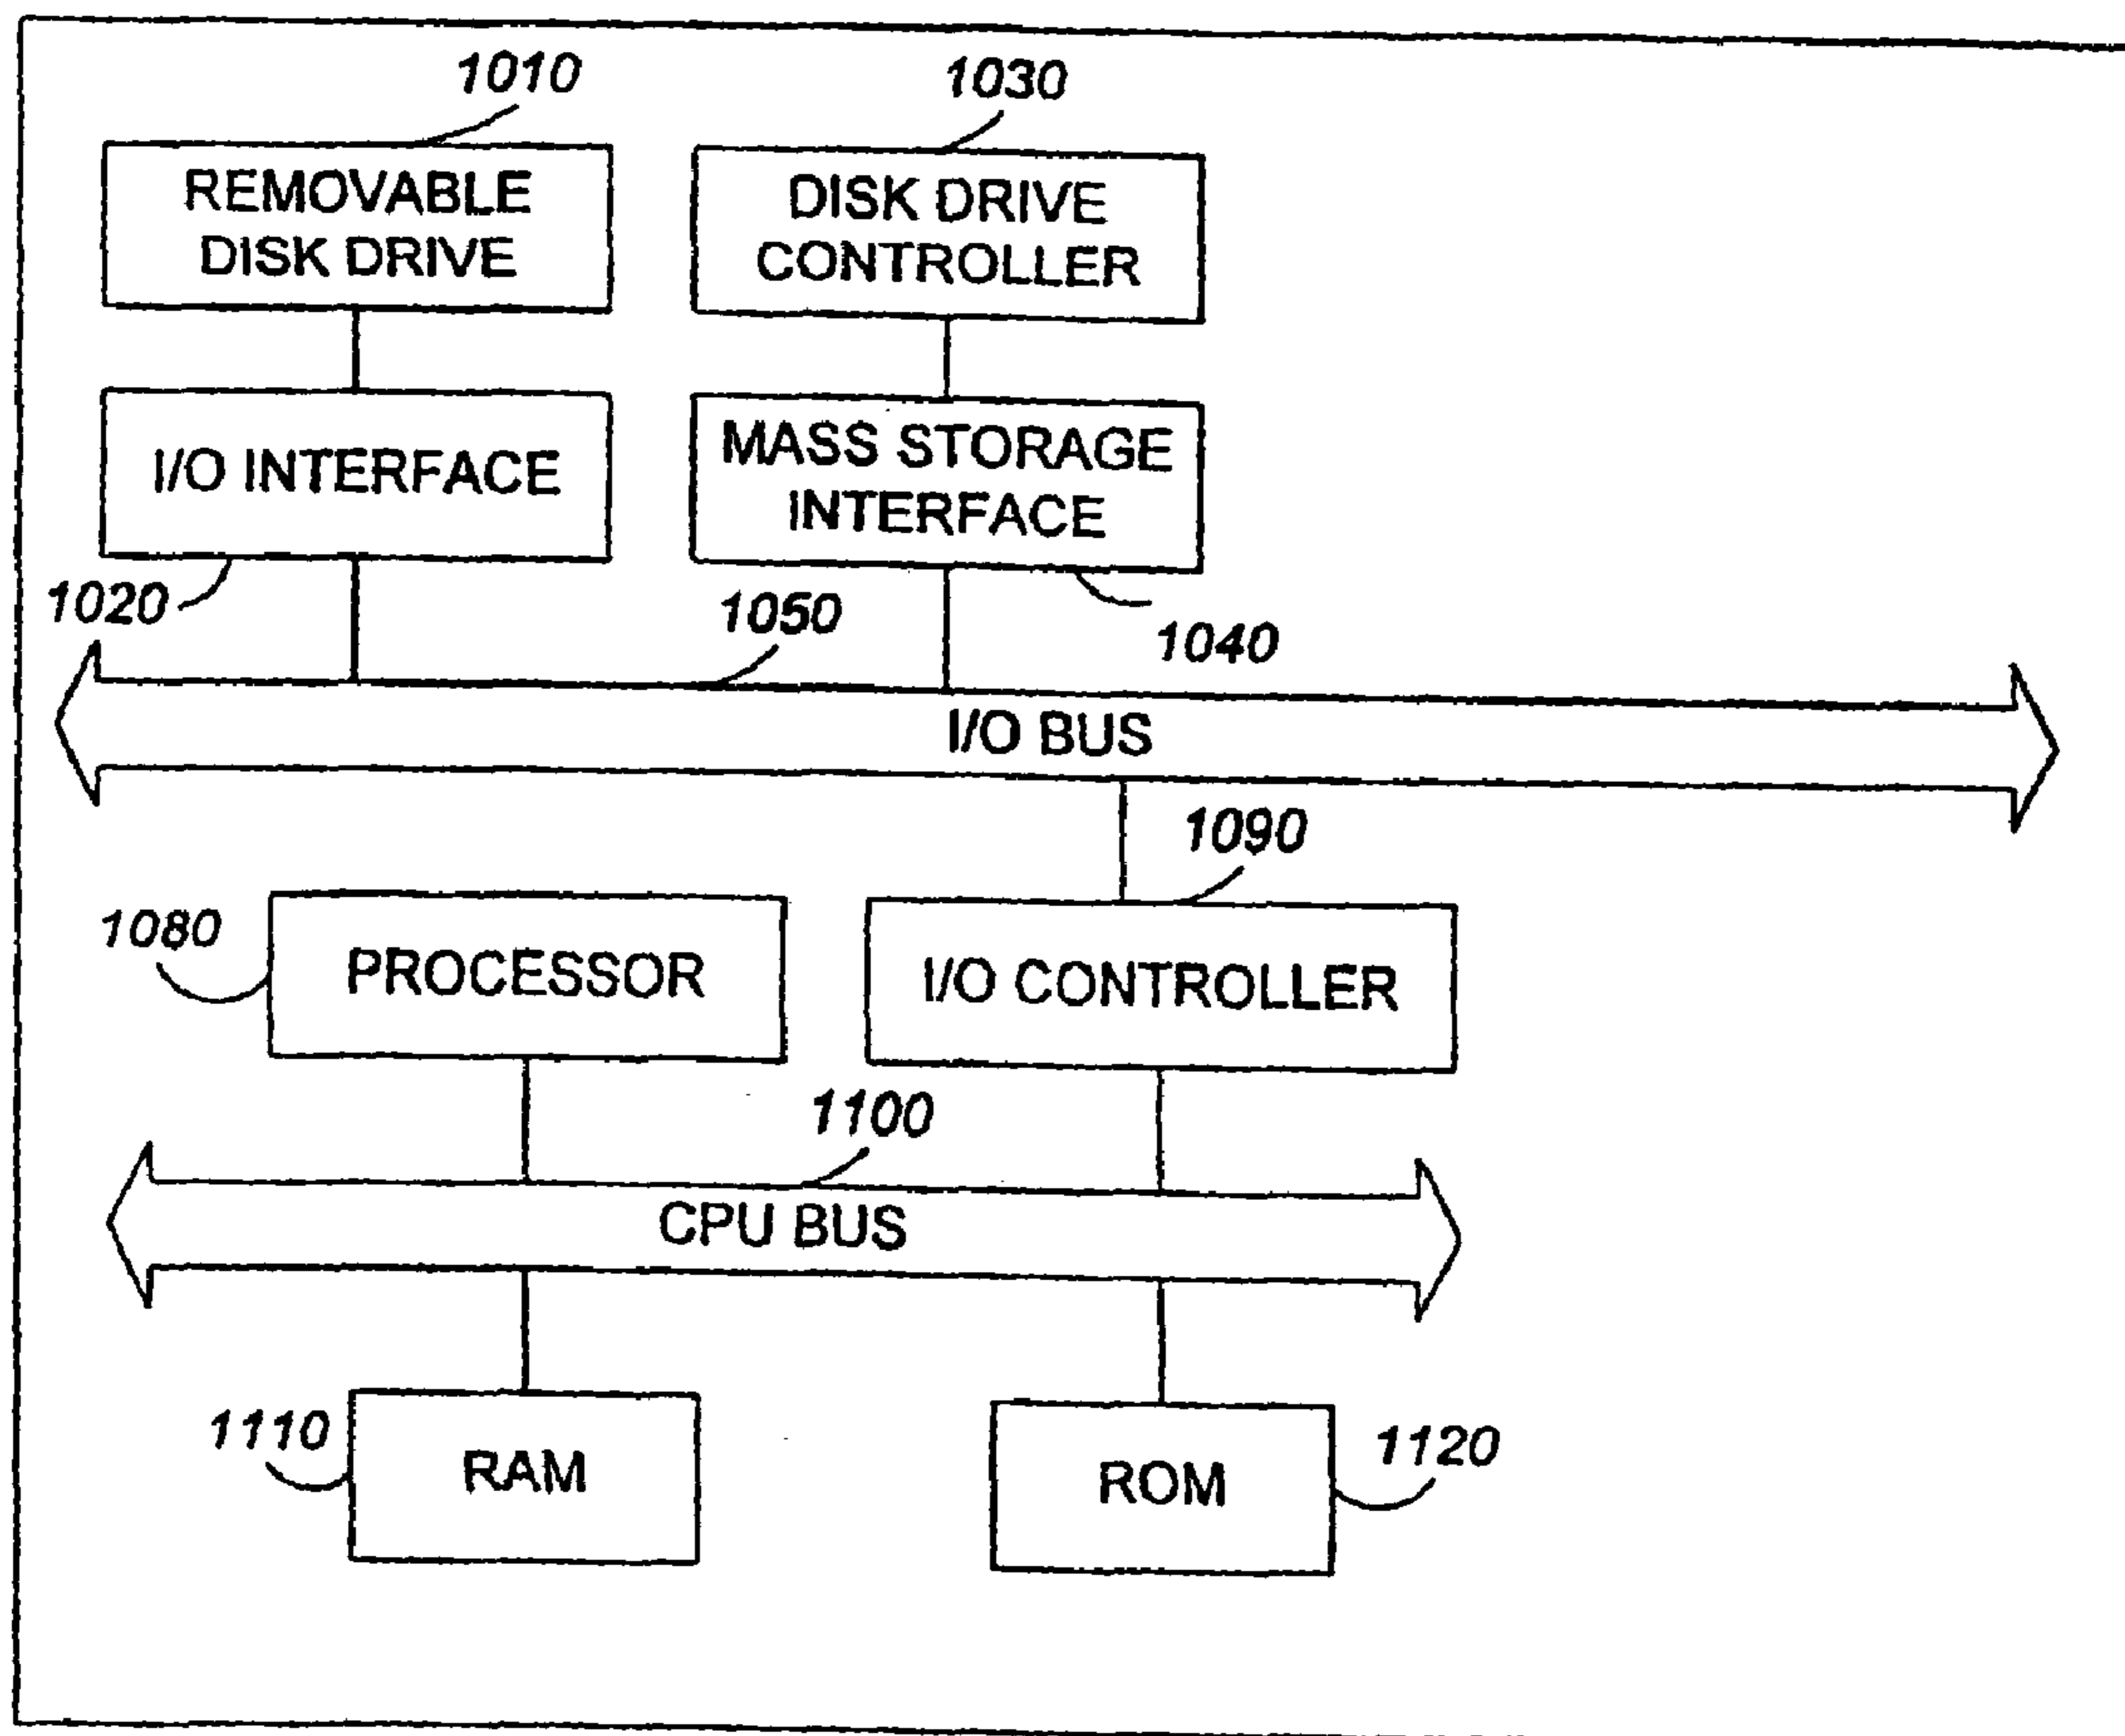 1010
1030
REMOVABLE
DISK DRIVE
DISK DRIVE
CONTROLLER
I/O INTERFACE
MASS STORAGE
INTERFACE
1020
1050
1040
I/O BUS
1090
1080
PROCESSOR
I/O CONTROLLER
1100
CPU BUS
1110
RAM
ROM
1120